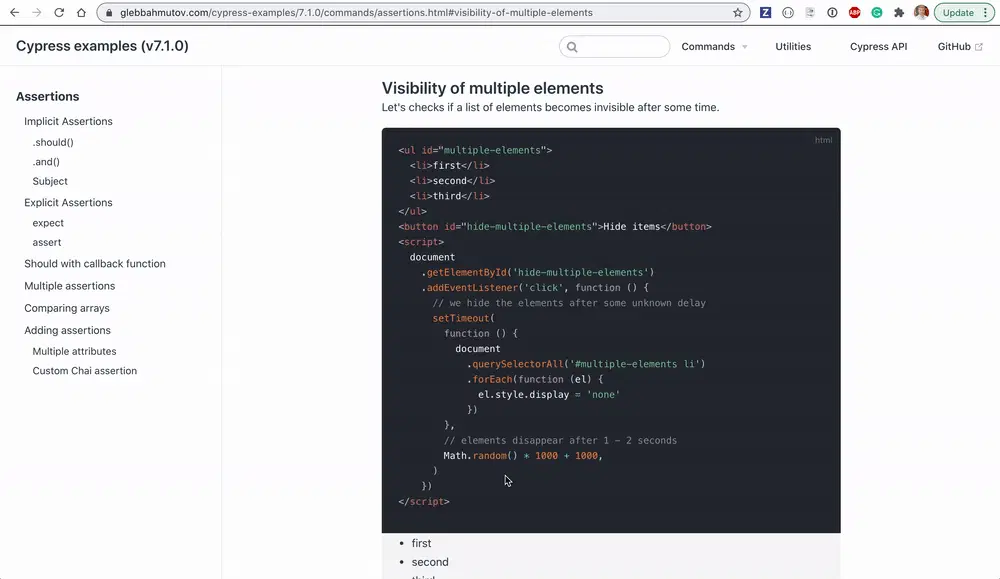 glebbahmutov.com/cypress-examples/7.1.0/commands/assertions.html#visibility-of-multiple-elements
Update
Cypress examples (v7.1.0)
Commands
Utilities
Cypress API
GitHub
Assertions
Implicit Assertions
.should()
.and()
Subject
Explicit Assertions
expect
assert
Should with callback function
Multiple assertions
Comparing arrays
Adding assertions
Multiple attributes
Custom Chai assertion
Visibility of multiple elements
Let's checks if a list of elements becomes invisible after some time.
html
<ul id="multiple-elements">
  <li>first</li>
  <li>second</li>
  <li>third</li>
</ul>
<button id="hide-multiple-elements">Hide items</button>
<script>
  document
    .getElementById('hide-multiple-elements')
    .addEventListener('click', function () {
      // we hide the elements after some unknown delay
      setTimeout(
        function () {
          document
            .querySelectorAll('#multiple-elements li')
            .forEach(function (el) {
              el.style.display = 'none'
            })
        },
        // elements disappear after 1 - 2 seconds
        Math.random() * 1000 + 1000,
      )
    })
</script>
• first
• second
third